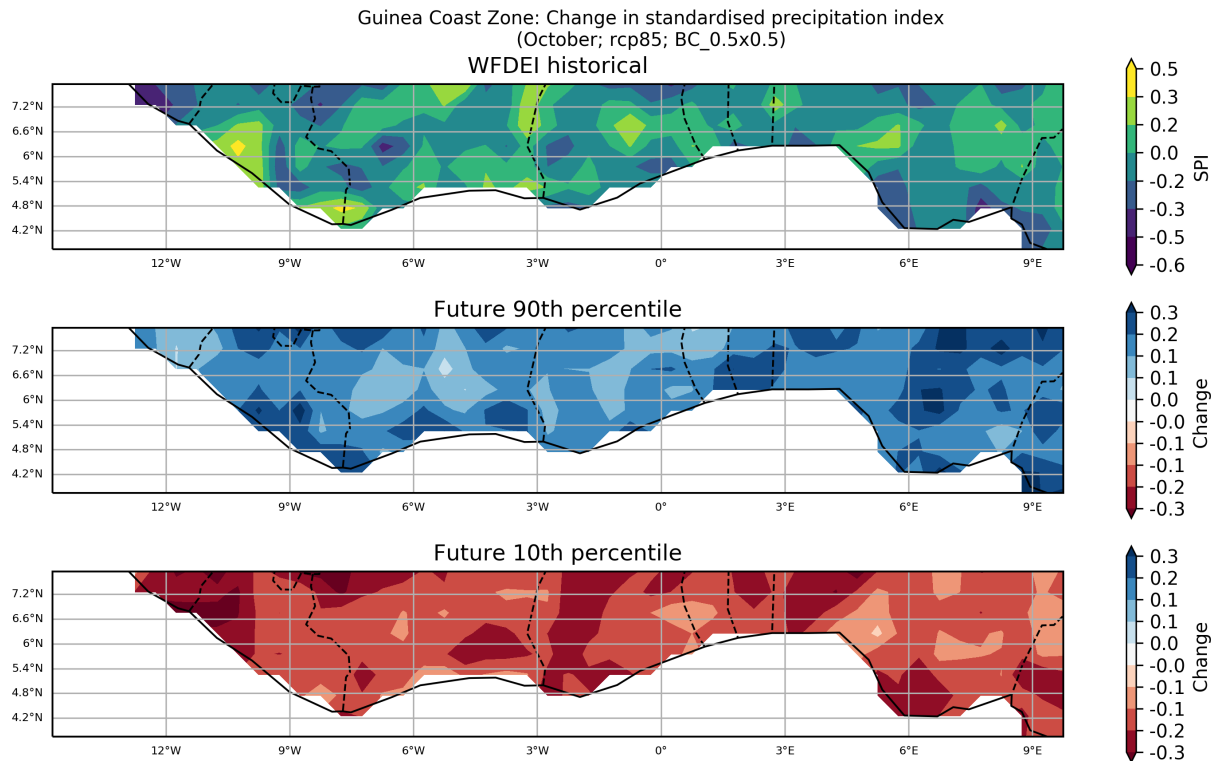 Guinea Coast Zone: Change in standardised precipitation index
(October; rcp85; BC_0.5x0.5)
WFDEI historical
7.2°N
6.6°N
6°N
5.4°N
4.8°N
4.2°N
12°W 9°W 6°W 3°W 0° 3°E 6°E 9°E
0.5
0.3
0.2
0.0
-0.2
-0.3
-0.5
-0.6
SPI
Future 90th percentile
7.2°N
6.6°N
6°N
5.4°N
4.8°N
4.2°N
12°W 9°W 6°W 3°W 0° 3°E 6°E 9°E
0.3
0.2
0.1
0.1
0.0
-0.0
-0.1
-0.1
-0.2
-0.3
Change
Future 10th percentile
7.2°N
6.6°N
6°N
5.4°N
4.8°N
4.2°N
12°W 9°W 6°W 3°W 0° 3°E 6°E 9°E
0.3
0.2
0.1
0.1
0.0
-0.0
-0.1
-0.1
-0.2
-0.3
Change